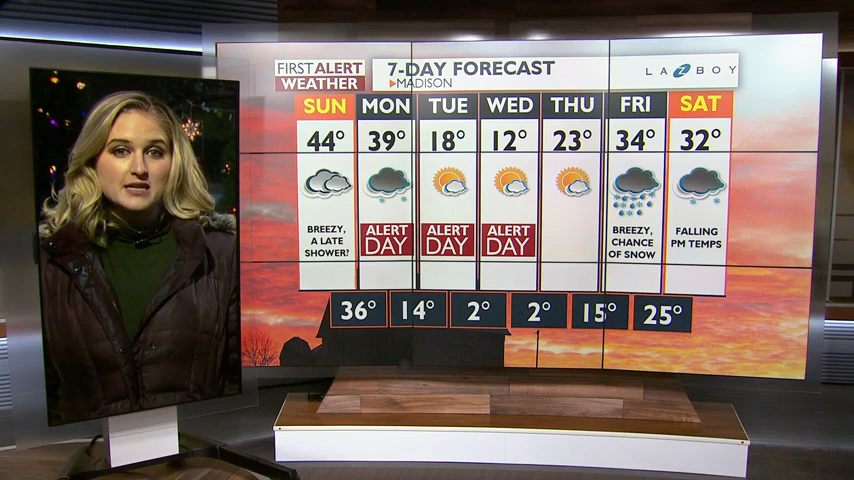 FIRST ALERT
WEATHER
7-DAY FORECAST
MADISON
LA Z BOY
SUN MON TUE WED THU FRI SAT
44° 39° 18° 12° 23° 34° 32°
BREEZY,
A LATE
SHOWER?
ALERT
DAY
ALERT
DAY
ALERT
DAY
BREEZY,
CHANCE
OF SNOW
FALLING
PM TEMPS
36° 14° 2° 2° 15° 25°